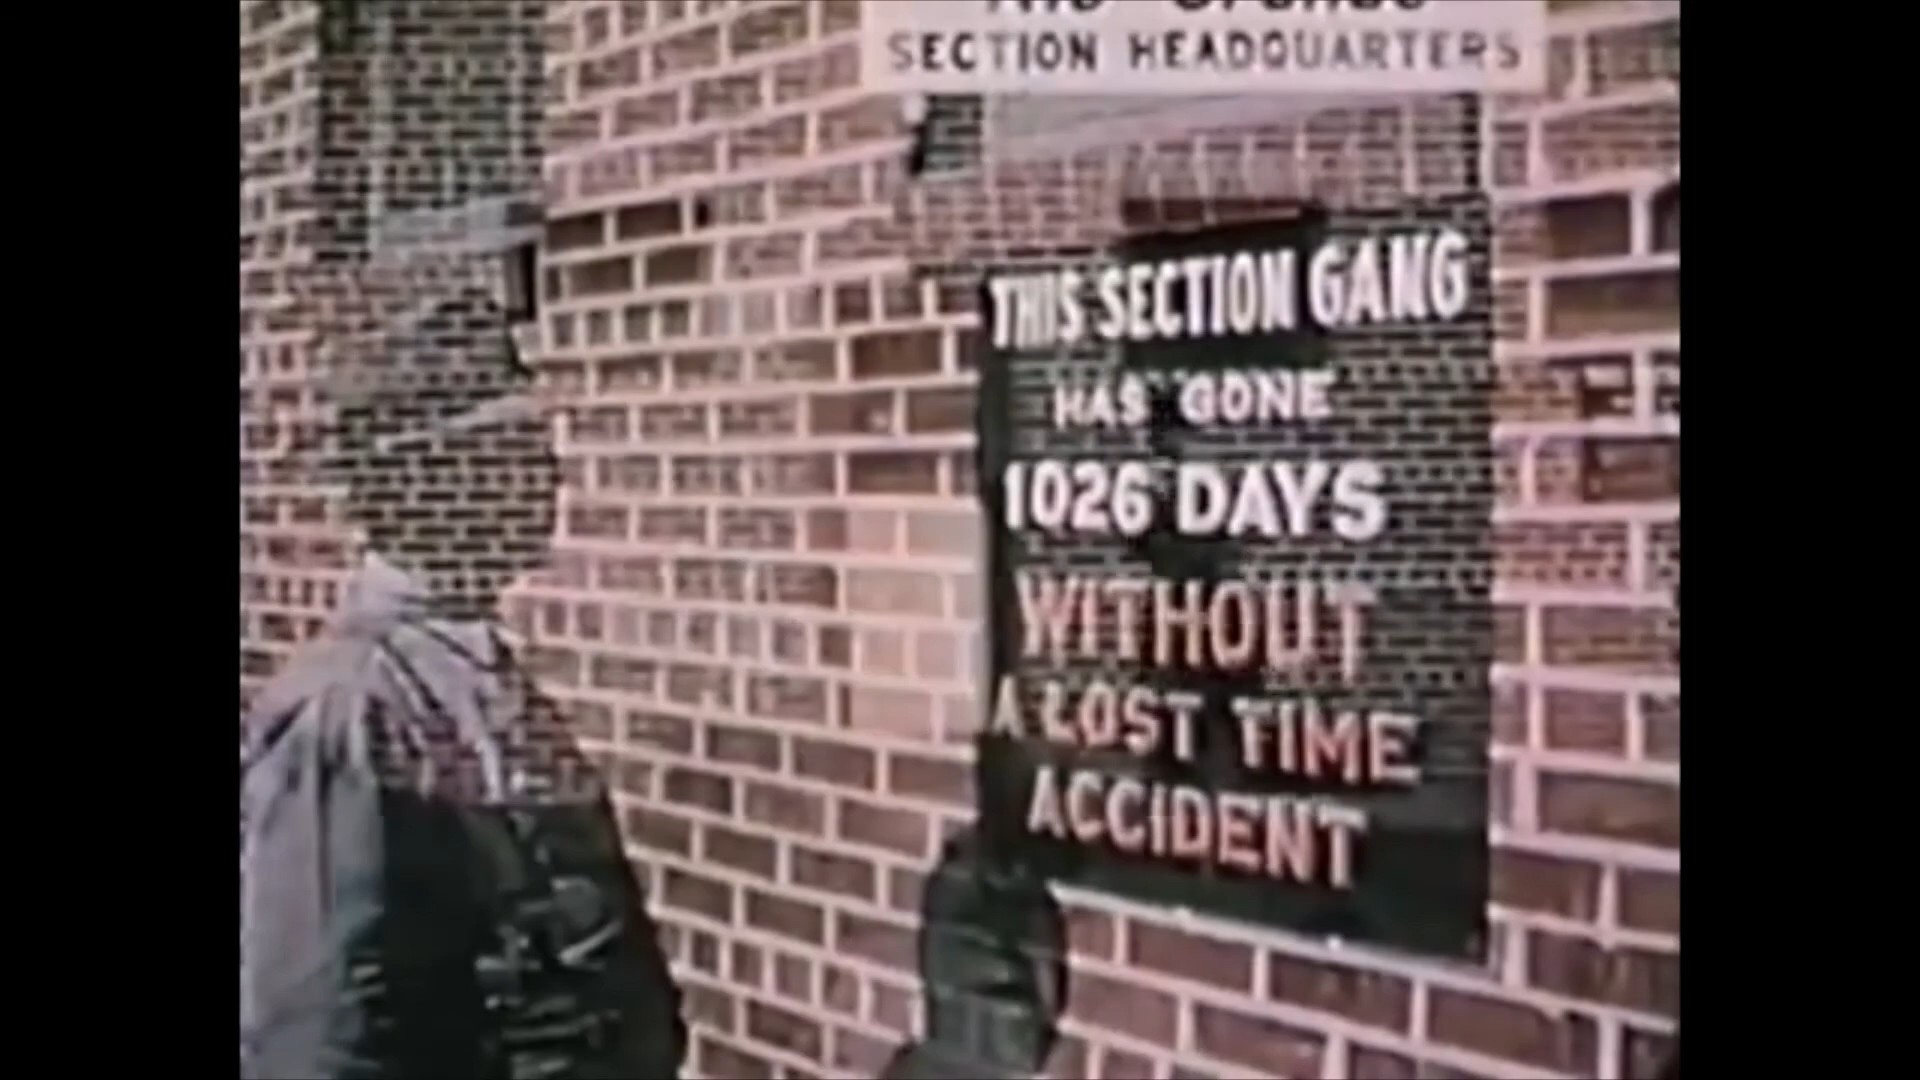 SECTION HEADQUARTERS
THIS SECTION GANG
HAS GONE
1026 DAYS
WITHOUT
A LOST TIME
ACCIDENT